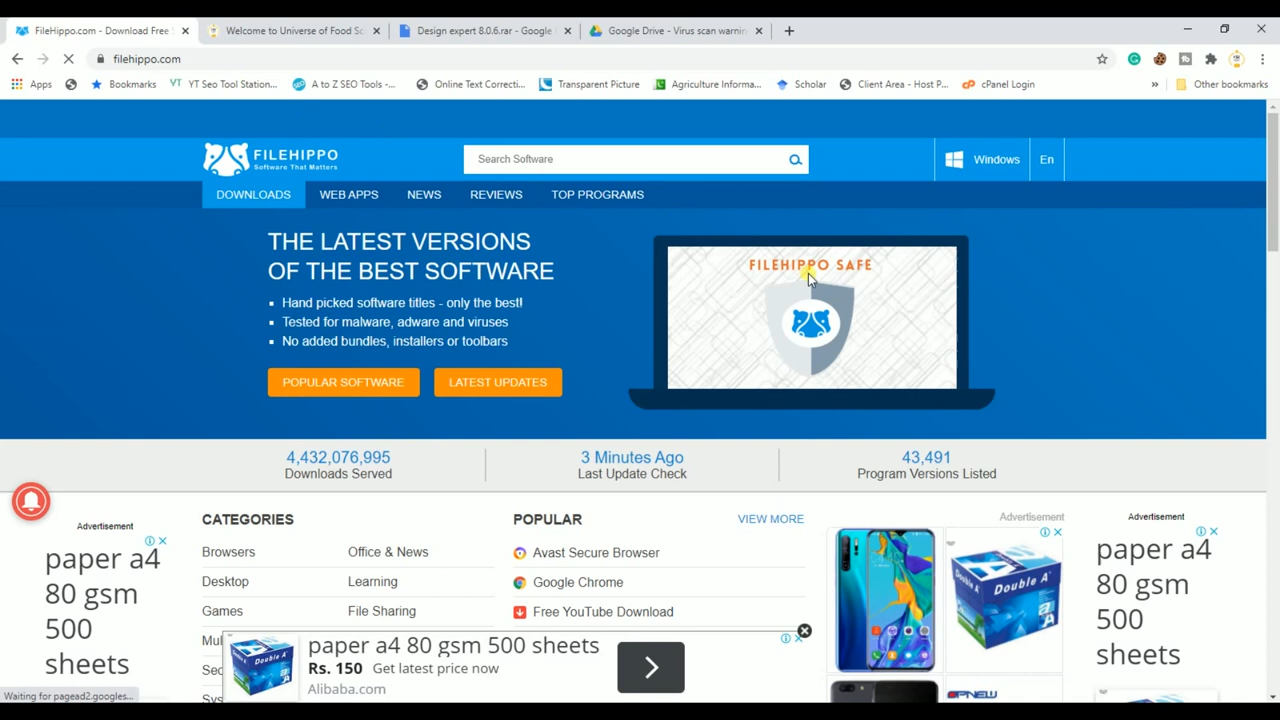 FileHippo.com - Download Free
Welcome to Universe of Food Sc
Design expert 8.0.6.rar - Google
Google Drive - Virus scan warnin
filehippo.com
Apps
Bookmarks
YT YT Seo Tool Station...
A to Z SEO Tools -...
Online Text Correcti...
Transparent Picture
Agriculture Informa...
Scholar
Client Area - Host P...
cPanel Login
»
Other bookmarks
FILEHIPPO
Software That Matters
Search Software
Windows
En
DOWNLOADS
WEB APPS
NEWS
REVIEWS
TOP PROGRAMS
THE LATEST VERSIONS
OF THE BEST SOFTWARE
Hand picked software titles - only the best!
Tested for malware, adware and viruses
No added bundles, installers or toolbars
POPULAR SOFTWARE
LATEST UPDATES
FILEHIPPO SAFE
4,432,076,995
Downloads Served
3 Minutes Ago
Last Update Check
43,491
Program Versions Listed
Advertisement
paper a4
80 gsm
500
sheets
CATEGORIES
Browsers
Office & News
Desktop
Learning
Games
File Sharing
Mul
Sec
Sys
POPULAR
VIEW MORE
Avast Secure Browser
Google Chrome
Free YouTube Download
Advertisement
Double A
Advertisement
paper a4
80 gsm
500
sheets
Double A
paper a4 80 gsm 500 sheets
Rs. 150 Get latest price now
Alibaba.com
Waiting for pagead2.googles...